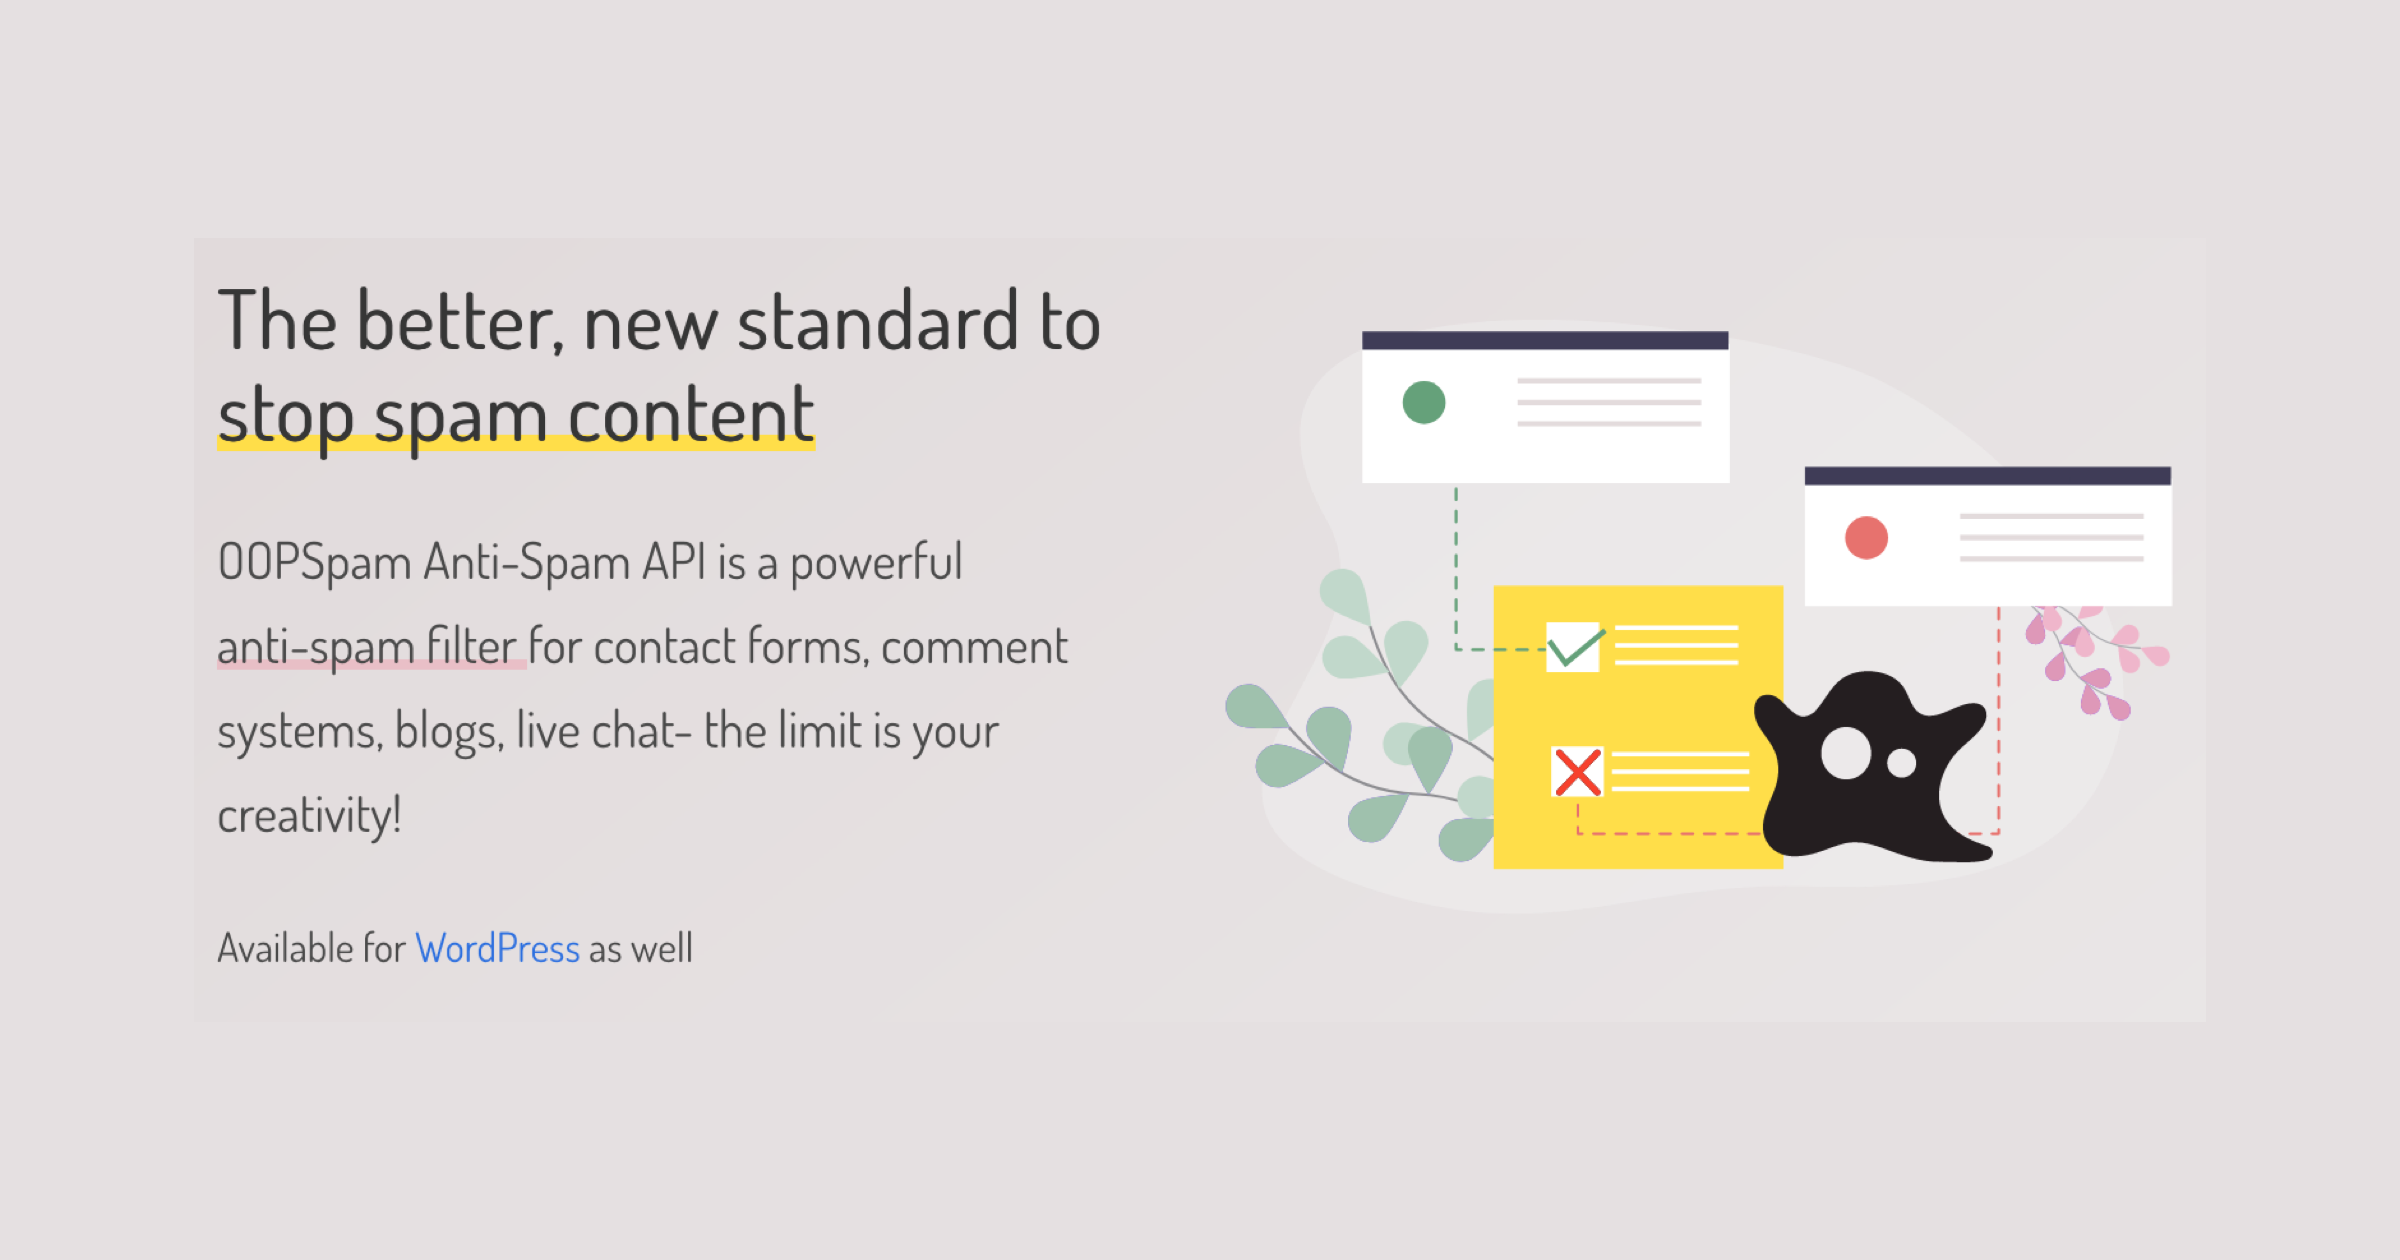 The better, new standard to
stop spam content
OOPSpam Anti-Spam API is a powerful
anti-spam filter for contact forms, comment
systems, blogs, live chat- the limit is your
creativity!
Available for WordPress as well